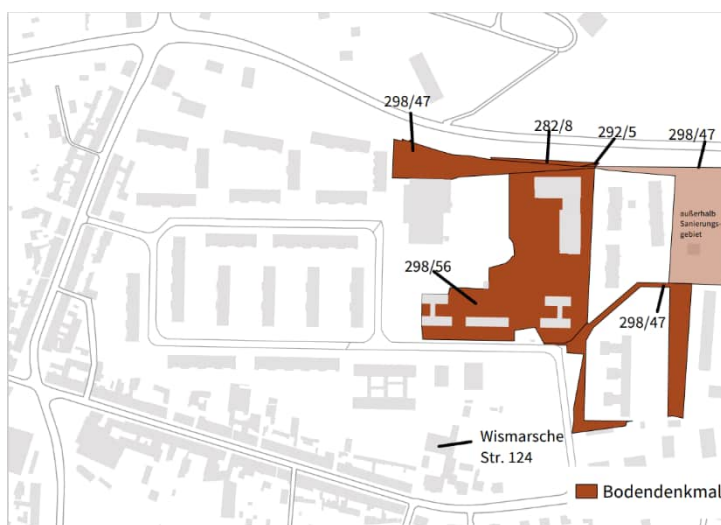 298/47
282/8
292/5
298/47
außerhalb
Sanierungs-
gebiet
298/56
298/47
Wismarsche
Str. 124
Bodendenkmal